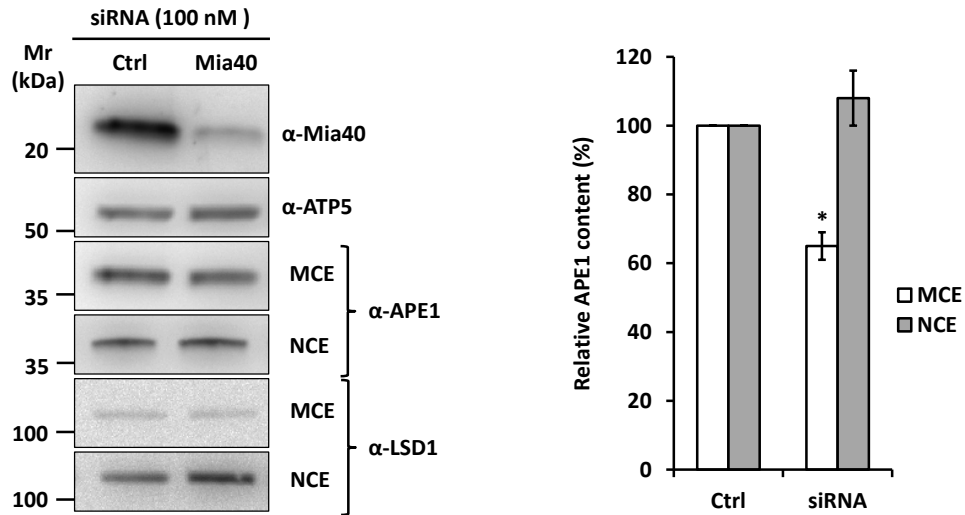 siRNA (100 nM )
Mr
(kDa)
Ctrl
Mia40
20
α-Mia40
50
α-ATP5
35
MCE
35
NCE
α-APE1
100
MCE
100
NCE
α-LSD1
Relative APE1 content (%)
120
100
80
60
40
20
0
*
Ctrl
siRNA
MCE
NCE